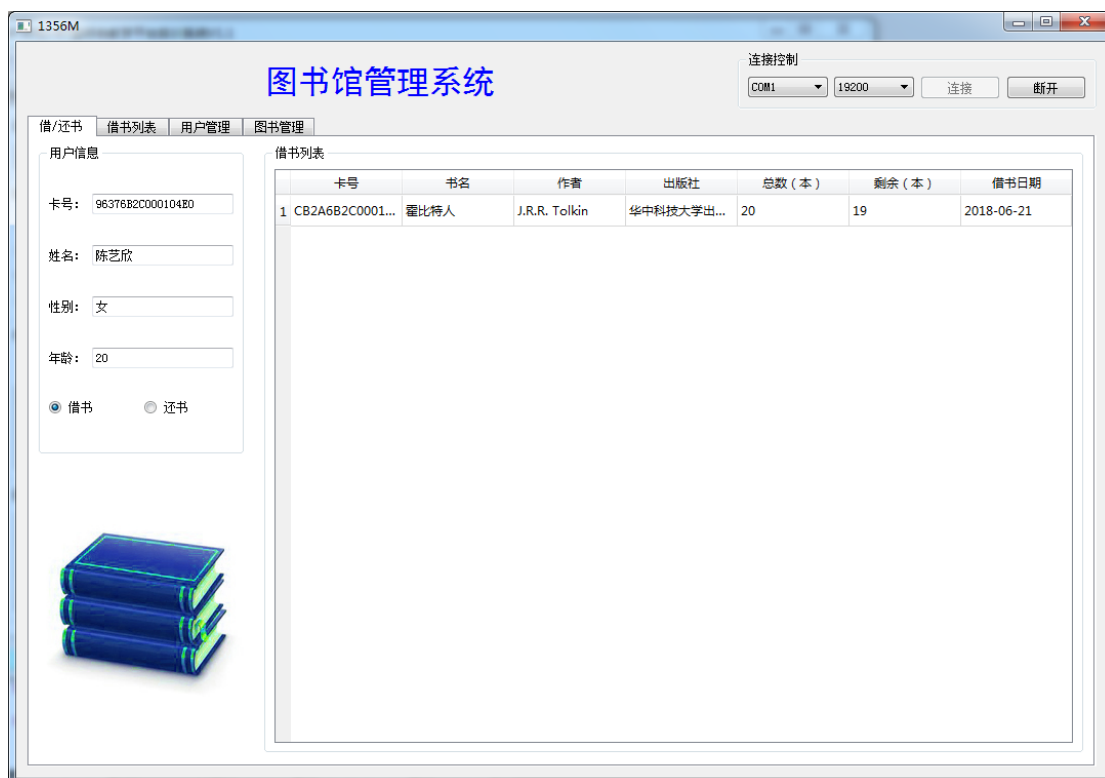 1356M
图书馆管理系统
连接控制
COM1 19200 连接 断开
借/还书 借书列表 用户管理 图书管理
用户信息
卡号： 96376B2C000104E0
姓名： 陈艺欣
性别： 女
年龄： 20
借书 还书
借书列表
卡号 书名 作者 出版社 总数（本） 剩余（本） 借书日期
1 CB2A6B2C0001... 霍比特人 J.R.R. Tolkin 华中科技大学出... 20 19 2018-06-21